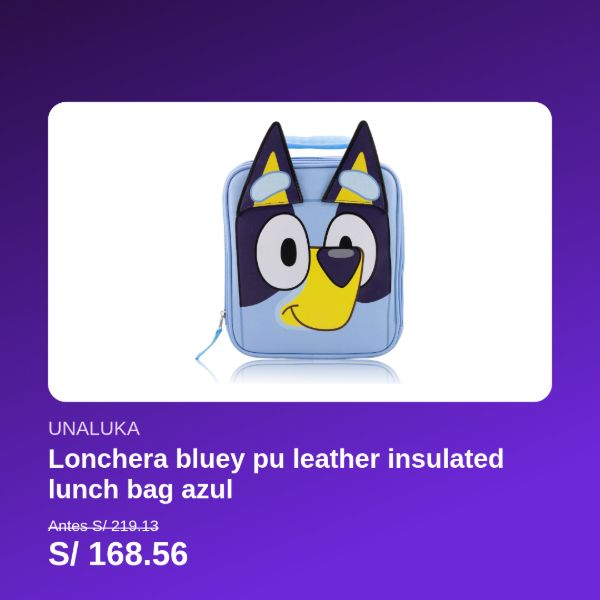 UNALUKA
Lonchera bluey pu leather insulated
lunch bag azul
Antes S/ 219.13
S/ 168.56